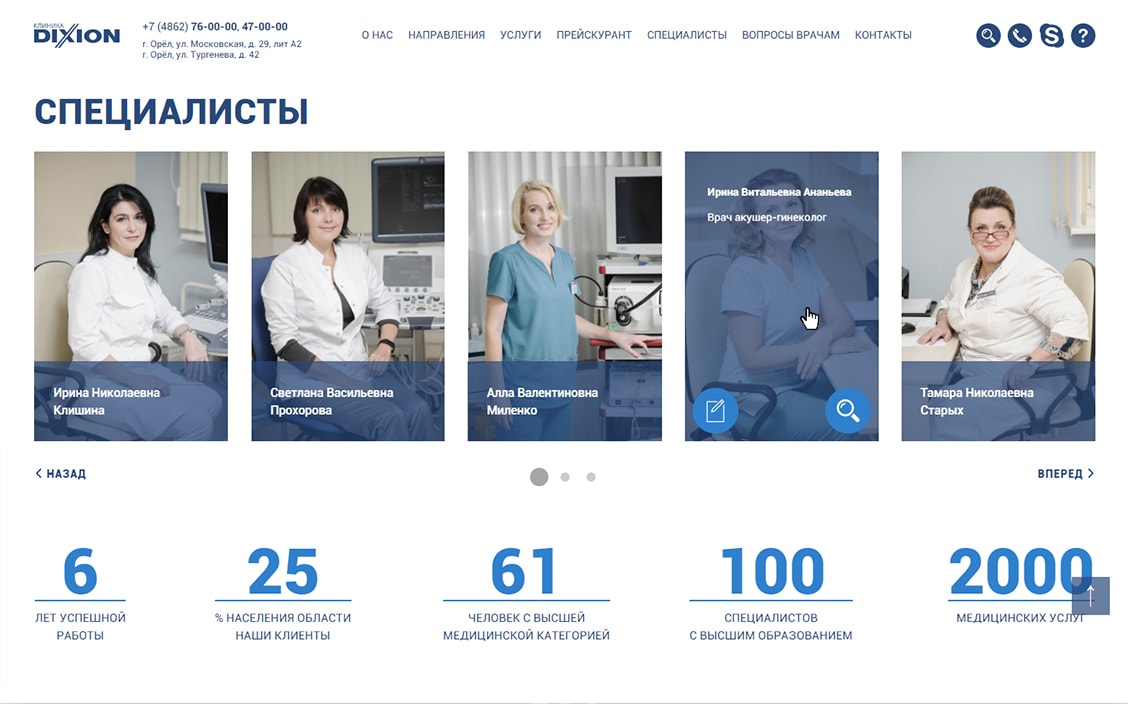 КЛИНИКА
DIXION
+7 (4862) 76-00-00, 47-00-00
г. Орёл, ул. Московская, д. 29, лит А2
г. Орёл, ул. Тургенева, д. 42
О НАС НАПРАВЛЕНИЯ УСЛУГИ ПРЕЙСКУРАНТ СПЕЦИАЛИСТЫ ВОПРОСЫ ВРАЧАМ КОНТАКТЫ
СПЕЦИАЛИСТЫ
Ирина Николаевна
Клишина
Светлана Васильевна
Прохорова
Алла Валентиновна
Миленко
Ирина Витальевна Ананьева
Врач акушер-гинеколог
Тамара Николаевна
Старых
НАЗАД
ВПЕРЕД
6
ЛЕТ УСПЕШНОЙ
РАБОТЫ
25
% НАСЕЛЕНИЯ ОБЛАСТИ
НАШИ КЛИЕНТЫ
61
ЧЕЛОВЕК С ВЫСШЕЙ
МЕДИЦИНСКОЙ КАТЕГОРИЕЙ
100
СПЕЦИАЛИСТОВ
С ВЫСШИМ ОБРАЗОВАНИЕМ
2000
МЕДИЦИНСКИХ УСЛУГ